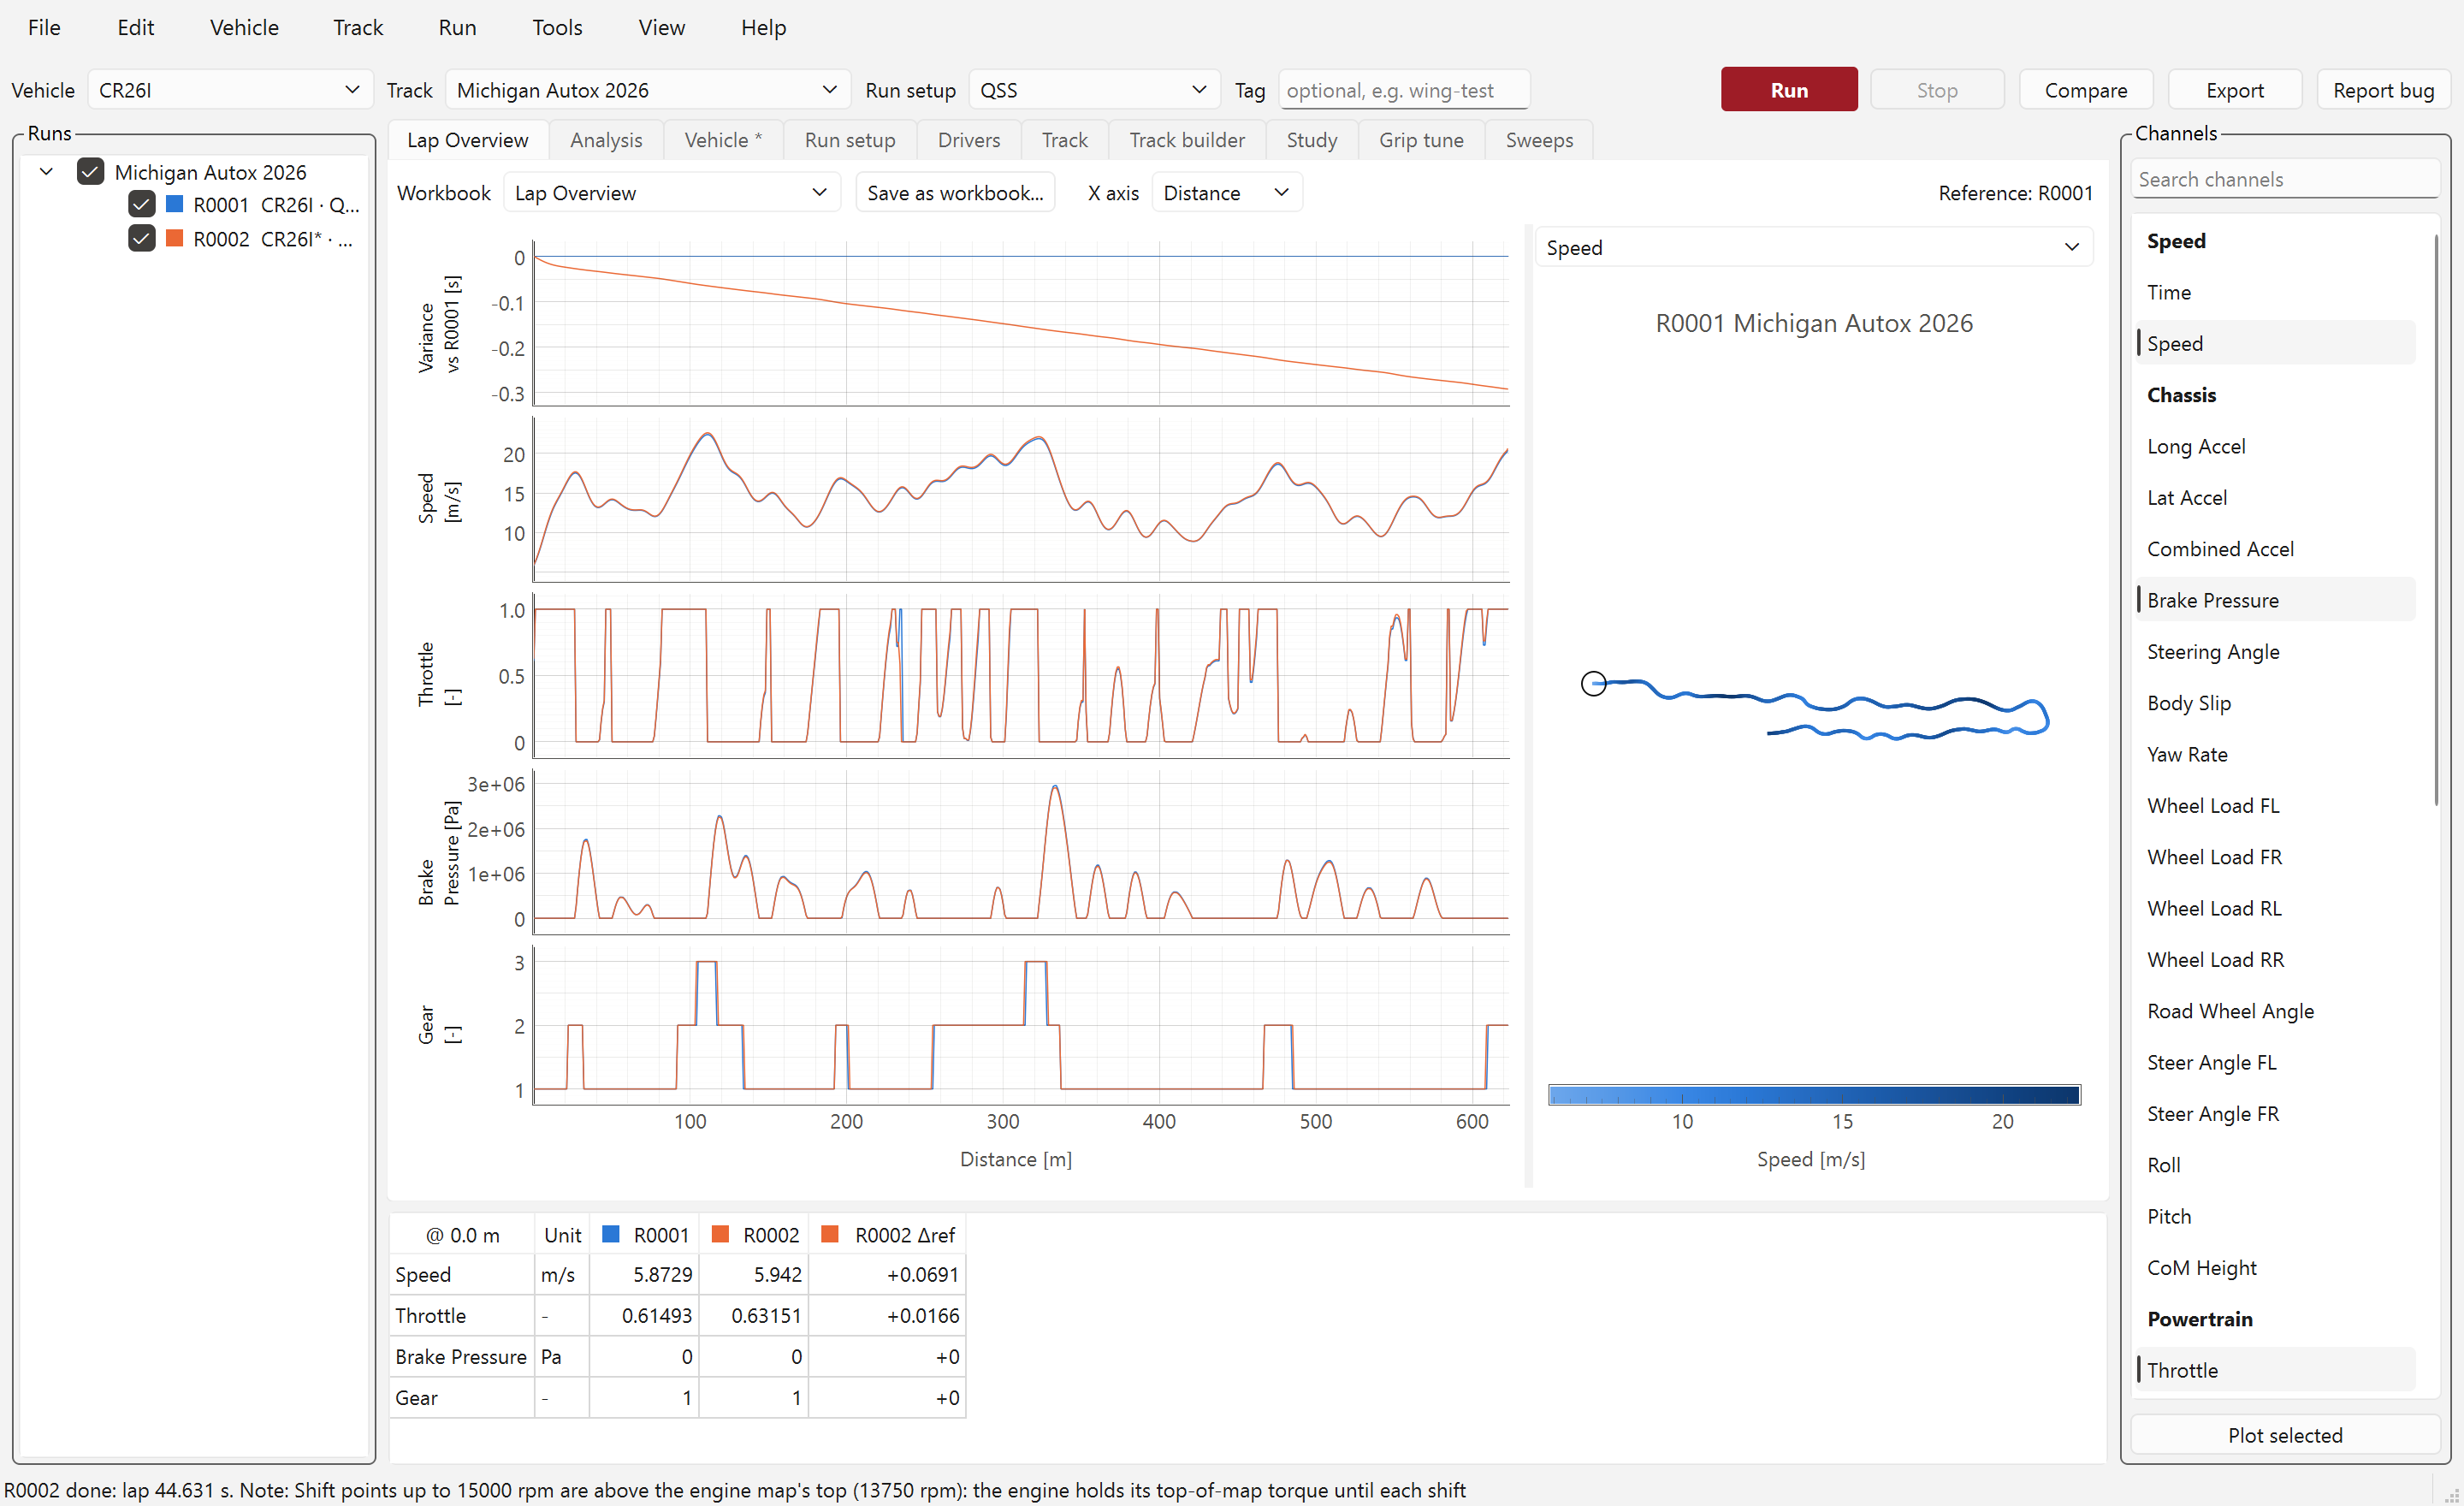 File Edit Vehicle Track Run Tools View Help
Vehicle CR26I Track Michigan Autox 2026 Run setup QSS Tag optional, e.g. wing-test Run Stop Compare Export Report bug
Runs
Michigan Autox 2026
R0001 CR26I · Q...
R0002 CR26I* · ...
Lap Overview Analysis Vehicle * Run setup Drivers Track Track builder Study Grip tune Sweeps
Workbook Lap Overview Save as workbook... X axis Distance Reference: R0001
Variance
vs R0001 [s]
0
-0.1
-0.2
-0.3
Speed
[m/s]
20
15
10
Throttle
[-]
1.0
0.5
0
Brake
Pressure [Pa]
3e+06
2e+06
1e+06
0
Gear
[-]
3
2
1
100 200 300 400 500 600
Distance [m]
Speed
R0001 Michigan Autox 2026
10 15 20
Speed [m/s]
@ 0.0 m Unit R0001 R0002 R0002 Δref
Speed m/s 5.8729 5.942 +0.0691
Throttle - 0.61493 0.63151 +0.0166
Brake Pressure Pa 0 0 +0
Gear - 1 1 +0
Channels
Search channels
Speed
Time
Speed
Chassis
Long Accel
Lat Accel
Combined Accel
Brake Pressure
Steering Angle
Body Slip
Yaw Rate
Wheel Load FL
Wheel Load FR
Wheel Load RL
Wheel Load RR
Road Wheel Angle
Steer Angle FL
Steer Angle FR
Roll
Pitch
CoM Height
Powertrain
Throttle
Plot selected
R0002 done: lap 44.631 s. Note: Shift points up to 15000 rpm are above the engine map's top (13750 rpm): the engine holds its top-of-map torque until each shift